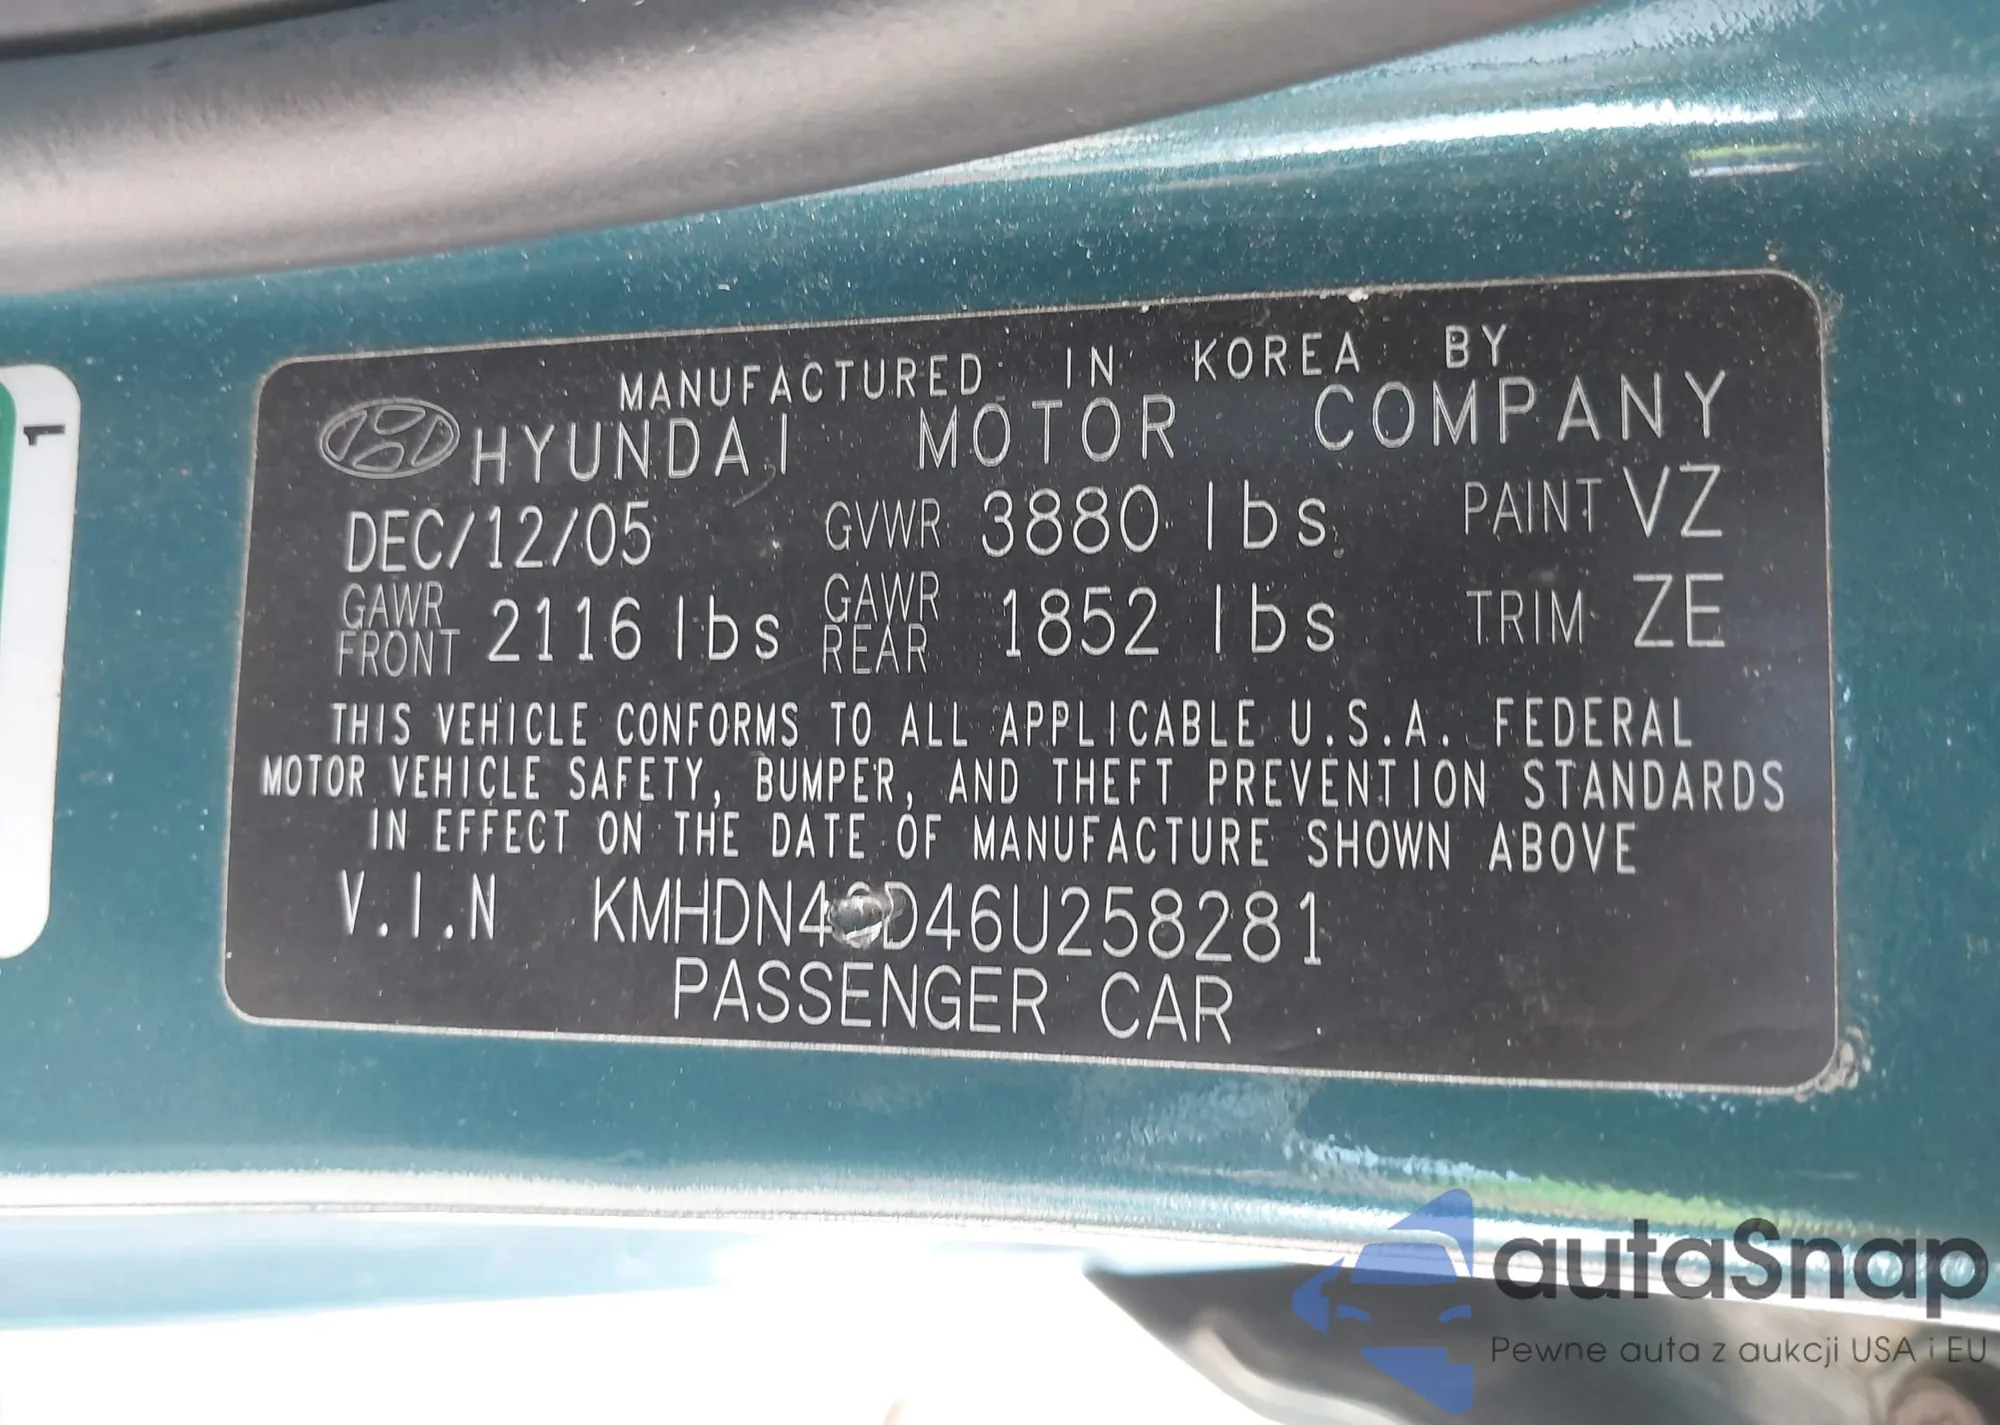 MANUFACTURED IN KOREA BY
HYUNDAI MOTOR COMPANY
DEC/12/05 GVWR 3880 lbs PAINT VZ
GAWR FRONT 2116 lbs GAWR REAR 1852 lbs TRIM ZE
THIS VEHICLE CONFORMS TO ALL APPLICABLE U.S.A. FEDERAL
MOTOR VEHICLE SAFETY, BUMPER, AND THEFT PREVENTION STANDARDS
IN EFFECT ON THE DATE OF MANUFACTURE SHOWN ABOVE
V.I.N
PASSENGER CAR
1
autaSnap
Pewne auta z aukcji USA i EU